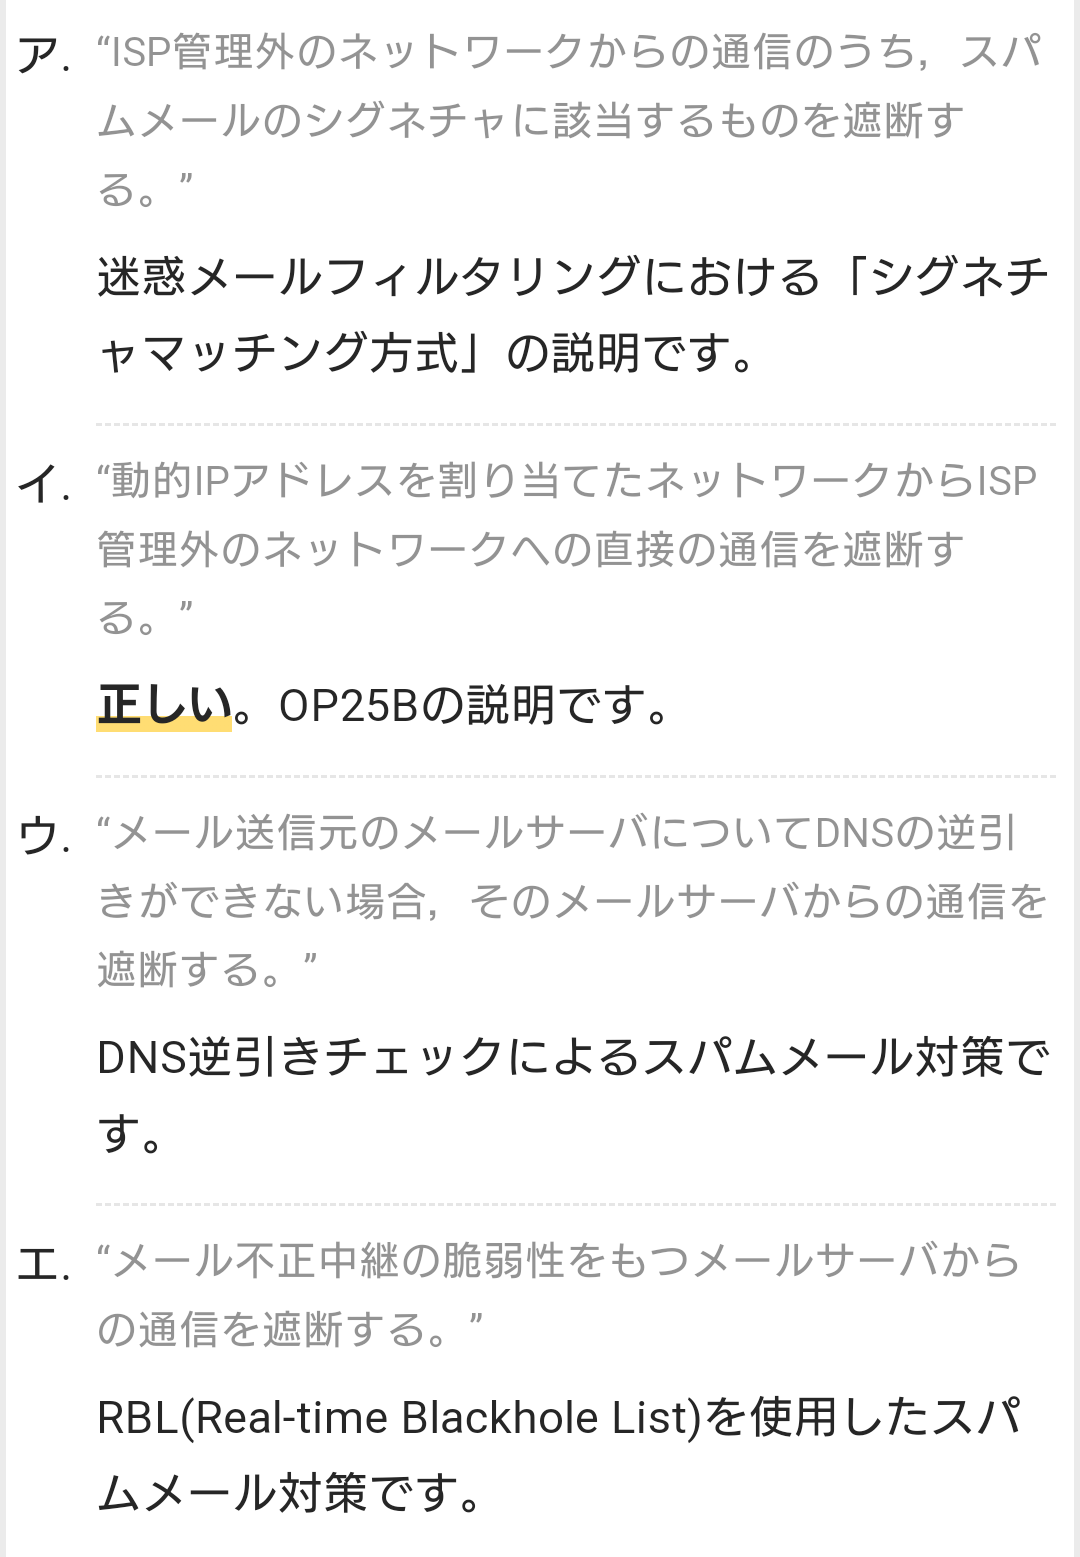 ア. “ISP管理外のネットワークからの通信のうち，スパ
ムメールのシグネチャに該当するものを遮断す
る。”
迷惑メールフィルタリングにおける「シグネチ
ャマッチング方式」の説明です。
イ. “動的IPアドレスを割り当てたネットワークからISP
管理外のネットワークへの直接の通信を遮断す
る。”
正しい。OP25Bの説明です。
ウ. “メール送信元のメールサーバについてDNSの逆引
きができない場合，そのメールサーバからの通信を
遮断する。”
DNS逆引きチェックによるスパムメール対策で
す。
エ. “メール不正中継の脆弱性をもつメールサーバから
の通信を遮断する。”
RBL(Real-time Blackhole List)を使用したスパ
ムメール対策です。